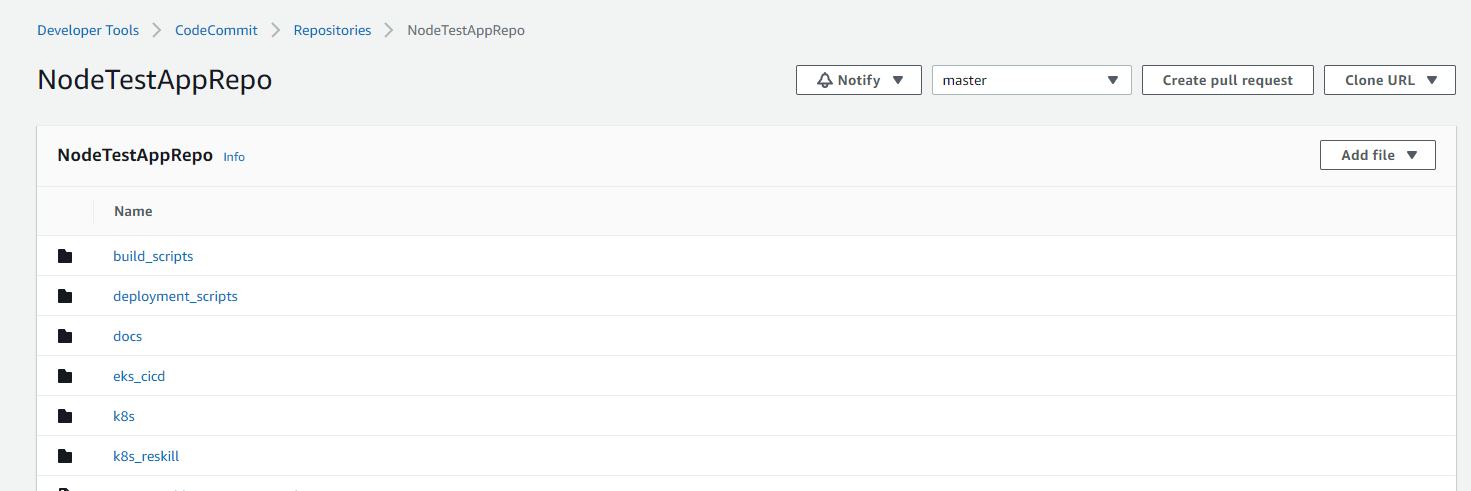 Developer Tools > CodeCommit > Repositories > NodeTestAppRepo
NodeTestAppRepo
Notify
master
Create pull request
Clone URL
NodeTestAppRepo Info
Add file
Name
build_scripts
deployment_scripts
docs
eks_cicd
k8s
k8s_reskill